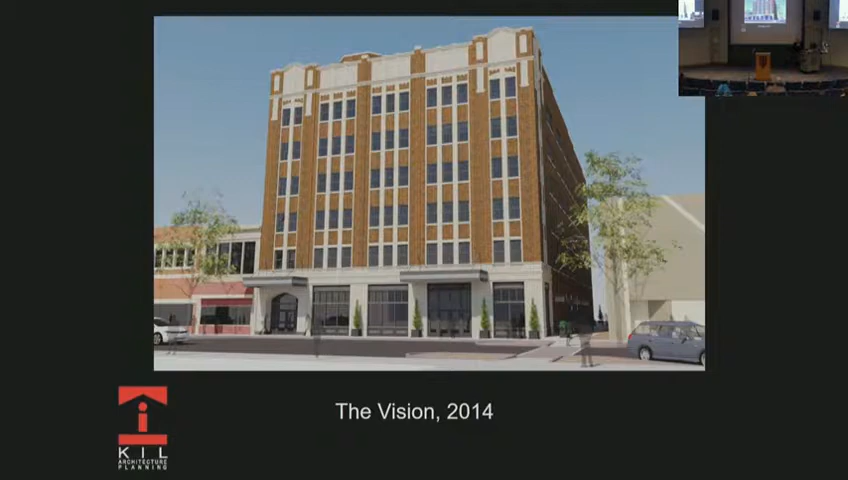 The Vision, 2014
KIL
ARCHITECTURE
PLANNING